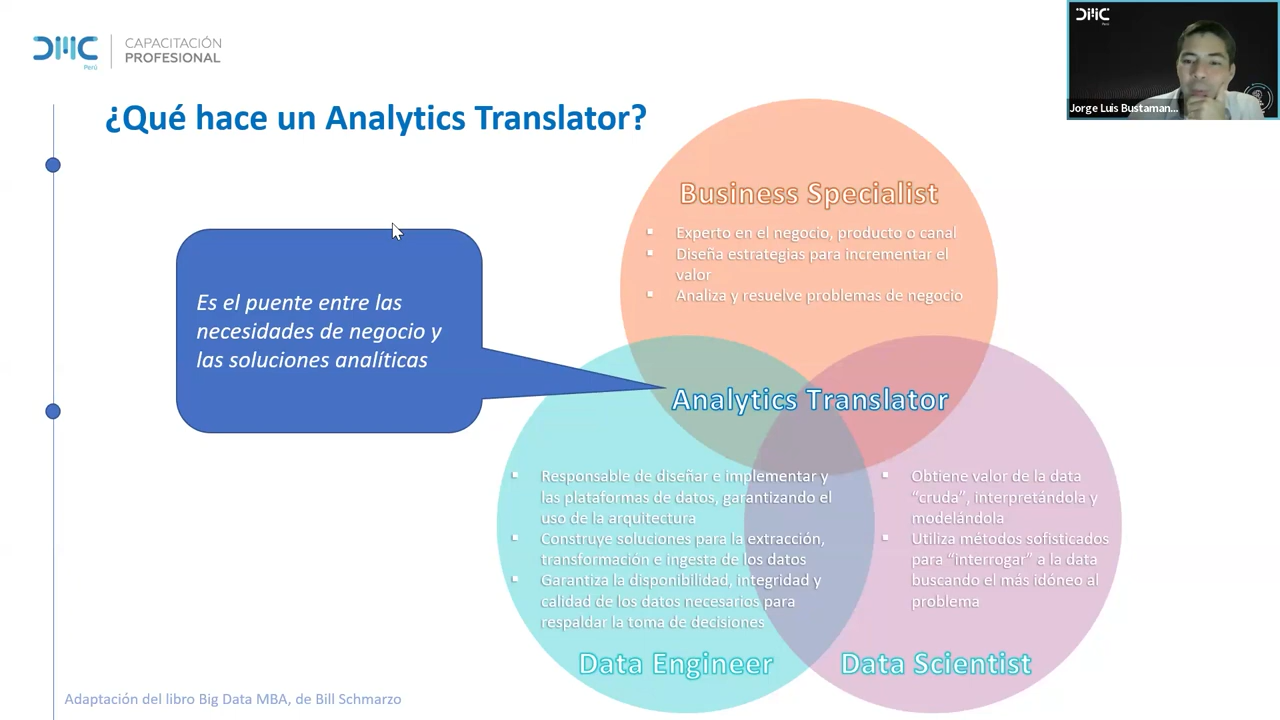 DMC
Perú
CAPACITACIÓN
PROFESIONAL
DMC
Perú
Jorge Luis Bustaman...
¿Qué hace un Analytics Translator?
Es el puente entre las
necesidades de negocio y
las soluciones analíticas
Business Specialist
▪ Experto en el negocio, producto o canal
▪ Diseña estrategias para incrementar el
valor
▪ Analiza y resuelve problemas de negocio
Analytics Translator
▪ Responsable de diseñar e implementar y
las plataformas de datos, garantizando el
uso de la arquitectura
▪ Construye soluciones para la extracción,
transformación e ingesta de los datos
▪ Garantiza la disponibilidad, integridad y
calidad de los datos necesarios para
respaldar la toma de decisiones
Data Engineer
▪ Obtiene valor de la data
“cruda”, interpretándola y
modelándola
▪ Utiliza métodos sofisticados
para “interrogar” a la data
buscando el más idóneo al
problema
Data Scientist
Adaptación del libro Big Data MBA, de Bill Schmarzo